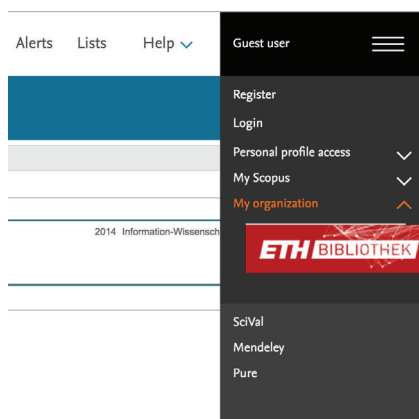 Alerts Lists Help Guest user
Register
Login
Personal profile access
My Scopus
My organization
2014 Information-Wissensch
ETH BIBLIOTHEK
SciVal
Mendeley
Pure